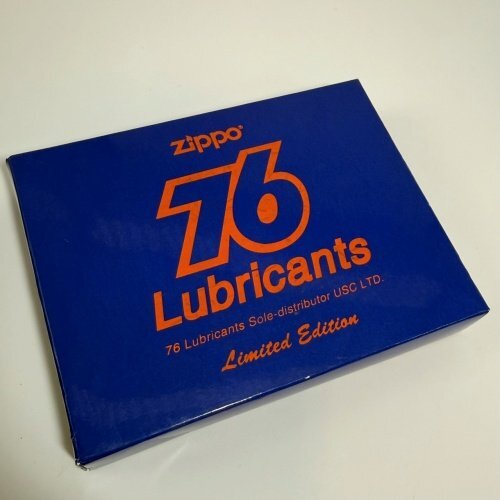 zippo
76
Lubricants
76 Lubricants Sole-distributor USC LTD.
Limited Edition